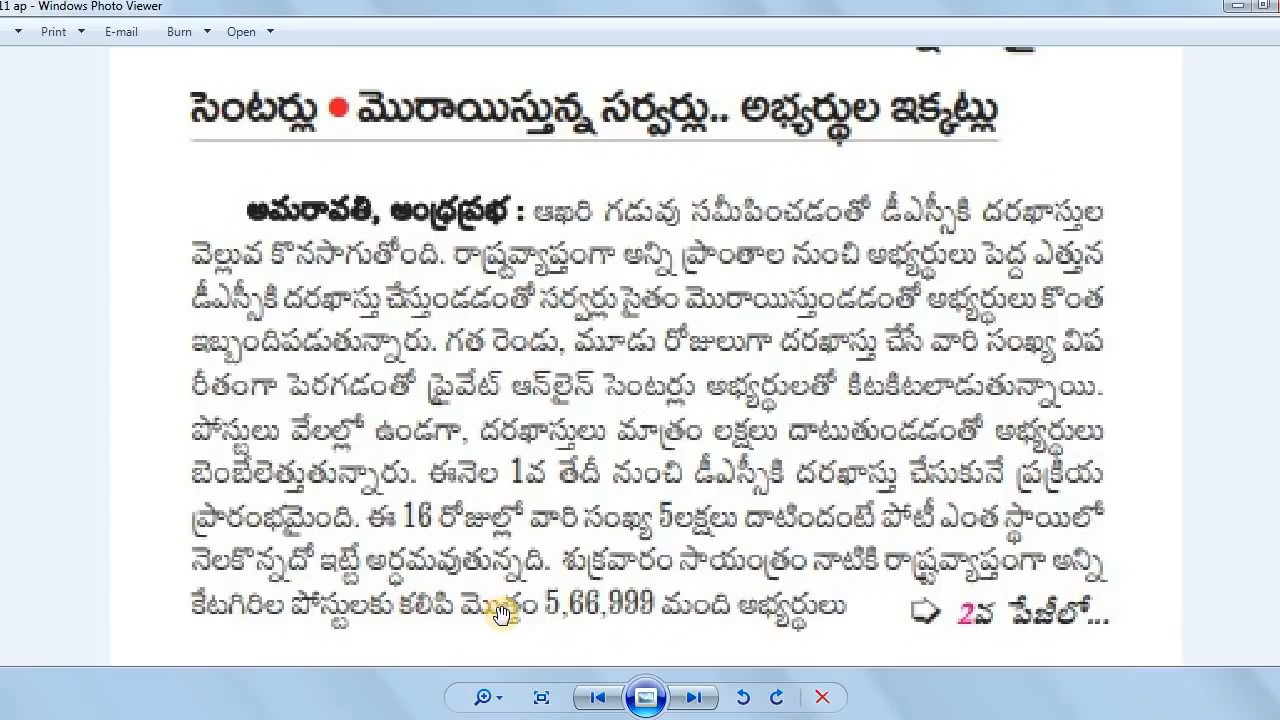 11 ap - Windows Photo Viewer
Print E-mail Burn Open
సెంటర్లు ● మొరాయిస్తున్న సర్వర్లు.. అభ్యర్థుల ఇక్కట్లు
అమరావతి, ఆంధ్రప్రభ : ఆఖరి గడువు సమీపించడంతో డీఎస్సీకి దరఖాస్తుల
వెల్లువ కొనసాగుతోంది. రాష్ట్రవ్యాప్తంగా అన్ని ప్రాంతాల నుంచి అభ్యర్థులు పెద్ద ఎత్తున
డీఎస్సీకి దరఖాస్తు చేస్తుండడంతో సర్వర్లు సైతం మొరాయిస్తుండడంతో అభ్యర్థులు కొంత
ఇబ్బందిపడుతున్నారు. గత రెండు, మూడు రోజులుగా దరఖాస్తు చేసే వారి సంఖ్య విప
రీతంగా పెరగడంతో ప్రైవేట్ ఆన్‌లైన్ సెంటర్లు అభ్యర్థులతో కిటకిటలాడుతున్నాయి.
పోస్టులు వేలల్లో ఉండగా, దరఖాస్తులు మాత్రం లక్షలు దాటుతుండడంతో అభ్యర్థులు
బెంబేలెత్తుతున్నారు. ఈనెల 1వ తేదీ నుంచి డీఎస్సీకి దరఖాస్తు చేసుకునే ప్రక్రియ
ప్రారంభమైంది. ఈ 16 రోజుల్లో వారి సంఖ్య 5లక్షలు దాటిందంటే పోటీ ఎంత స్థాయిలో
నెలకొన్నదో ఇట్టే అర్థమవుతున్నది. శుక్రవారం సాయంత్రం నాటికి రాష్ట్రవ్యాప్తంగా అన్ని
కేటగిరిల పోస్టులకు కలిపి మొత్తం 5,66,999 మంది అభ్యర్థులు
2వ పేజీలో...